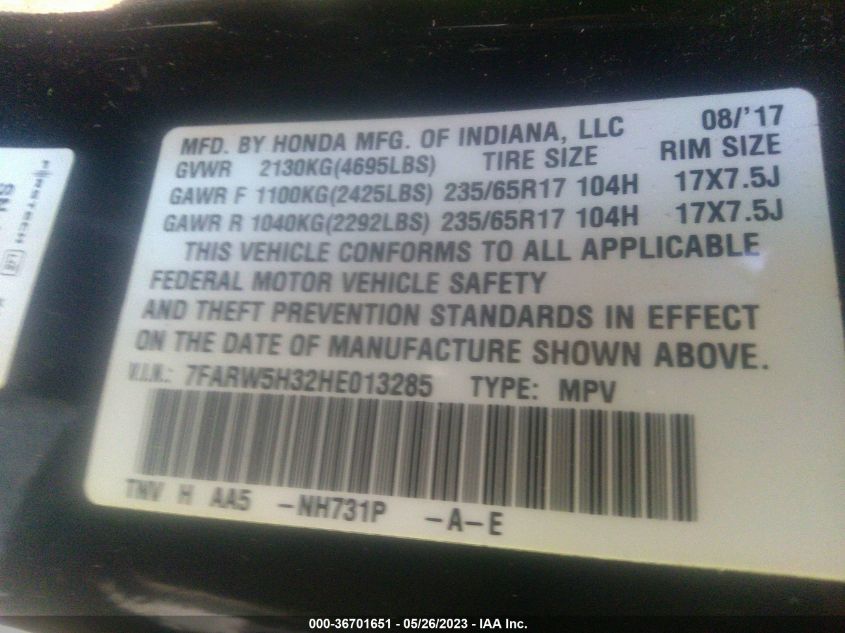 MFD. BY HONDA MFG. OF INDIANA, LLC 08/'17
GVWR 2130KG(4695LBS) TIRE SIZE RIM SIZE
GAWR F 1100KG(2425LBS) 235/65R17 104H 17X7.5J
GAWR R 1040KG(2292LBS) 235/65R17 104H 17X7.5J
THIS VEHICLE CONFORMS TO ALL APPLICABLE
FEDERAL MOTOR VEHICLE SAFETY
AND THEFT PREVENTION STANDARDS IN EFFECT
ON THE DATE OF MANUFACTURE SHOWN ABOVE.
V.I.N.: 7FARW5H32HE013285 TYPE: MPV
TNV H AA5 -NH731P -A-E
SN
000-36701651 - 05/26/2023 - IAA Inc.